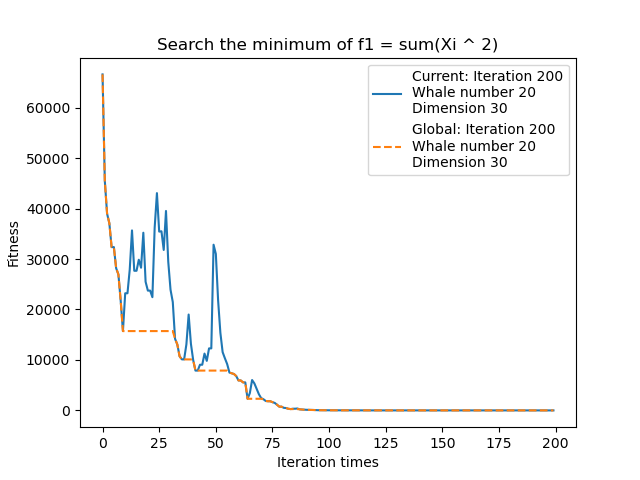 Search the minimum of f1 = sum(Xi ^ 2)
Current: Iteration 200
Whale number 20
Dimension 30
Global: Iteration 200
Whale number 20
Dimension 30
Fitness
60000
50000
40000
30000
20000
10000
0
0 25 50 75 100 125 150 175 200
Iteration times